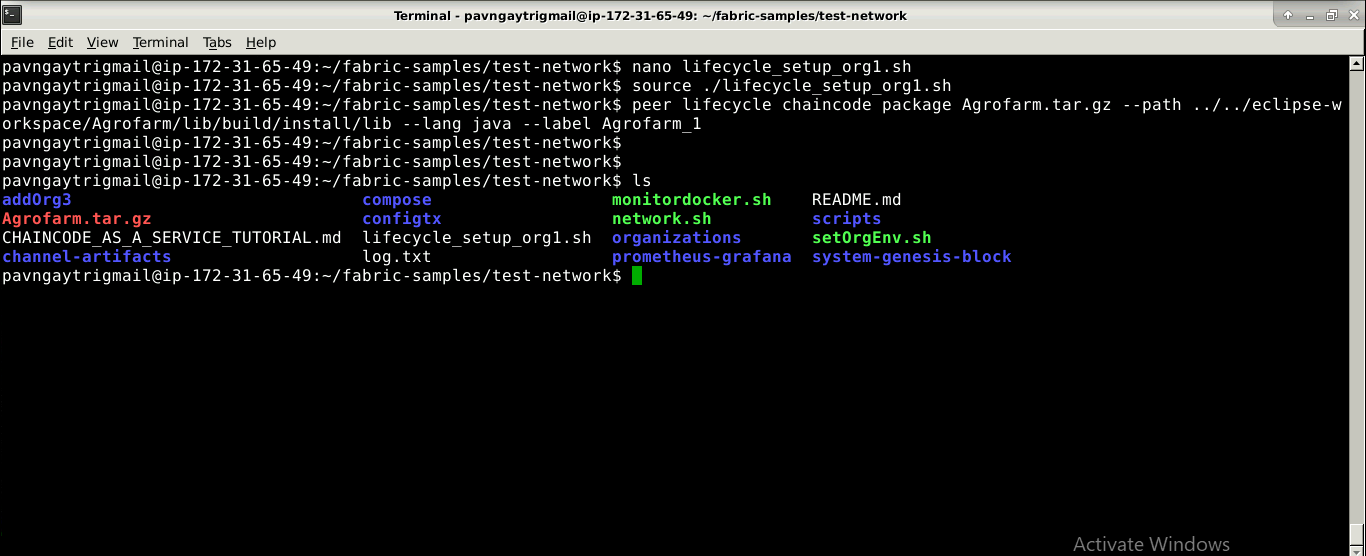 Terminal - pavngaytrigmail@ip-172-31-65-49: ~/fabric-samples/test-network
File Edit View Terminal Tabs Help
pavngaytrigmail@ip-172-31-65-49:~/fabric-samples/test-network$ nano lifecycle_setup_org1.sh
pavngaytrigmail@ip-172-31-65-49:~/fabric-samples/test-network$ source ./lifecycle_setup_org1.sh
pavngaytrigmail@ip-172-31-65-49:~/fabric-samples/test-network$ peer lifecycle chaincode package Agrofarm.tar.gz --path ../../eclipse-w
orkspace/Agrofarm/lib/build/install/lib --lang java --label Agrofarm_1
pavngaytrigmail@ip-172-31-65-49:~/fabric-samples/test-network$
pavngaytrigmail@ip-172-31-65-49:~/fabric-samples/test-network$
pavngaytrigmail@ip-172-31-65-49:~/fabric-samples/test-network$ ls
addOrg3 compose monitordocker.sh README.md
Agrofarm.tar.gz configtx network.sh scripts
CHAINCODE_AS_A_SERVICE_TUTORIAL.md lifecycle_setup_org1.sh organizations setOrgEnv.sh
channel-artifacts log.txt prometheus-grafana system-genesis-block
pavngaytrigmail@ip-172-31-65-49:~/fabric-samples/test-network$
Activate Windows